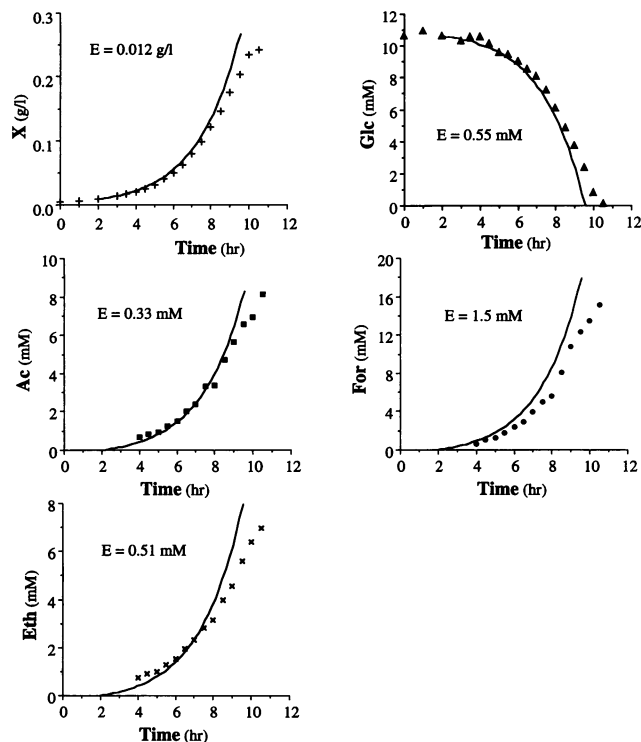 0.3
0.2
0.1
0.0
X (g/l)
E = 0.012 g/l
0 2 4 6 8 10 12
Time (hr)
12
10
8
6
4
2
0
Glc (mM)
E = 0.55 mM
0 2 4 6 8 10 12
Time (hr)
10
8
6
4
2
0
Ac (mM)
E = 0.33 mM
0 2 4 6 8 10 12
Time (hr)
20
16
12
8
4
0
For (mM)
E = 1.5 mM
0 2 4 6 8 10 12
Time (hr)
8
6
4
2
0
Eth (mM)
E = 0.51 mM
0 2 4 6 8 10 12
Time (hr)